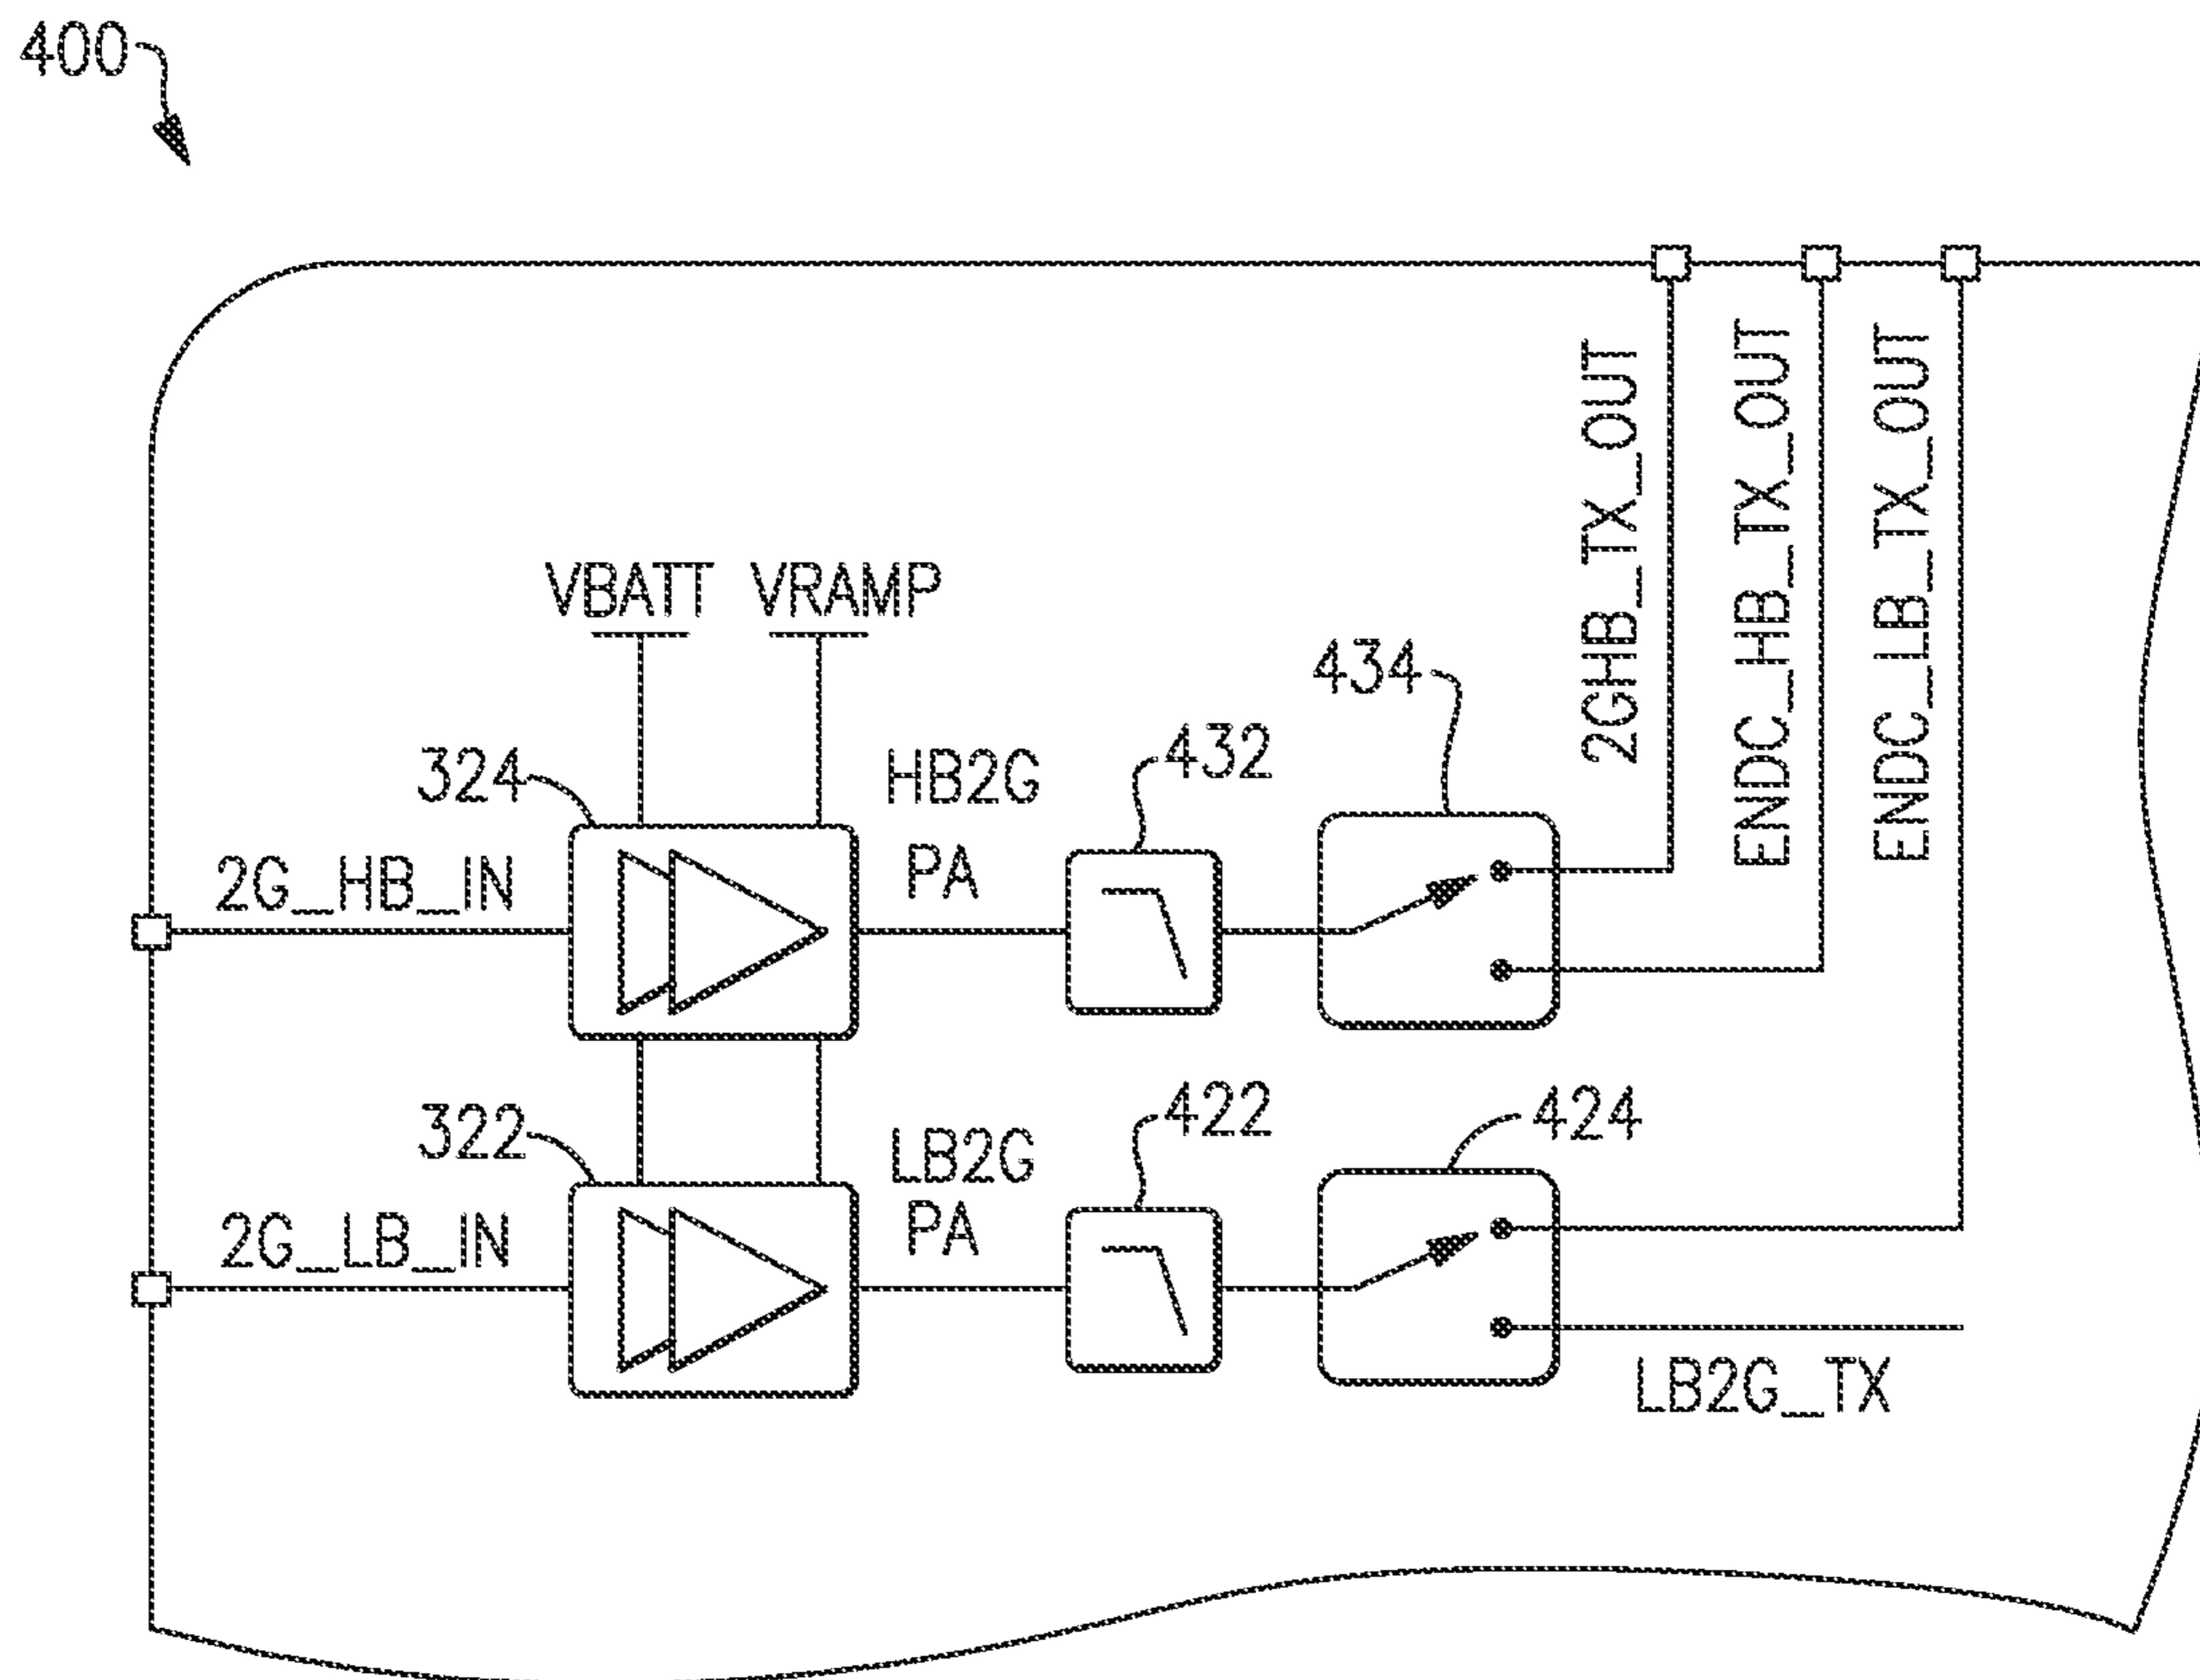 400
2GHB_TX_OUT
ENDC_HB_TX_OUT
ENDC_LB_TX_OUT
VBATT VRAMP
434
324
HB2G
PA
432
2G_HB_IN
322
LB2G
PA
422
424
2G_LB_IN
LB2G_TX